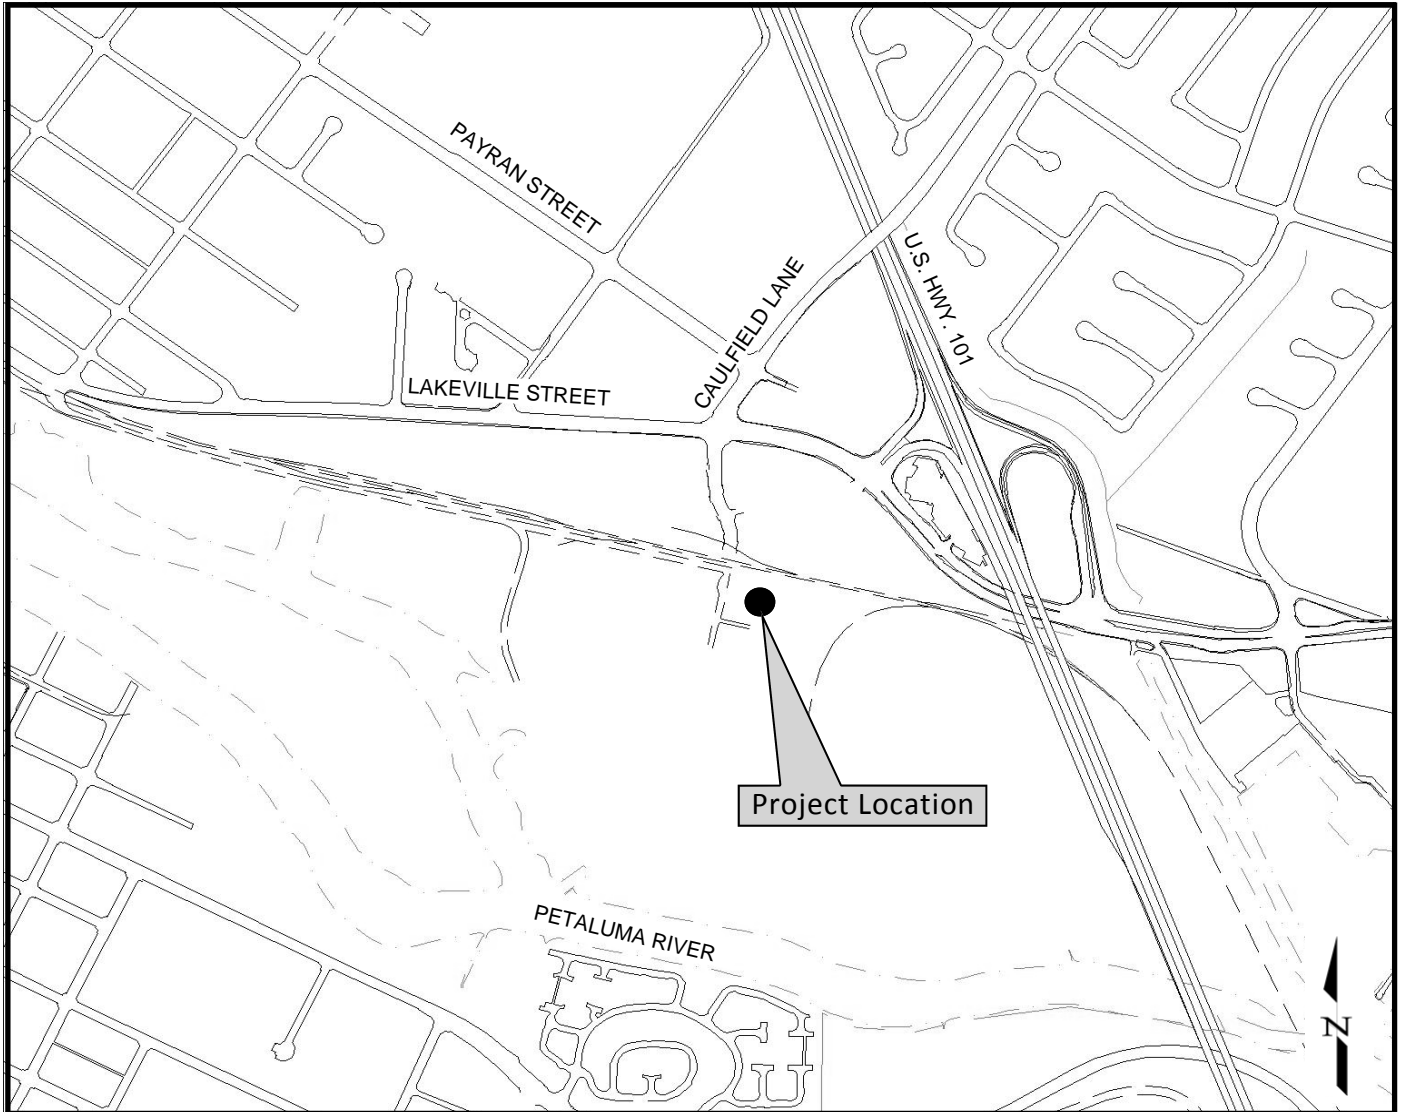 PAYRAN STREET
CAULFIELD LANE
U.S. HWY. 101
LAKEVILLE STREET
Project Location
PETALUMA RIVER
N